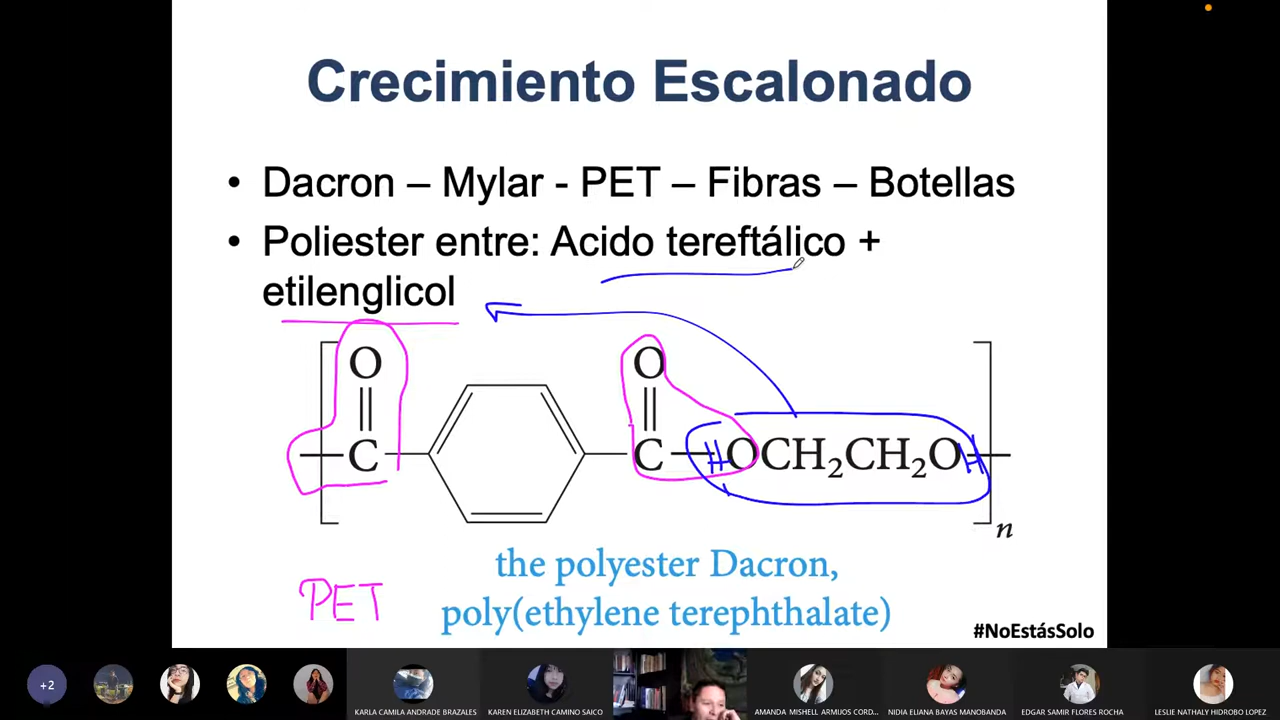 Crecimiento Escalonado
• Dacron – Mylar - PET – Fibras – Botellas
• Poliester entre: Acido tereftálico +
etilenglicol
O O
C C HOCH2CH2OH
n
the polyester Dacron,
poly(ethylene terephthalate)
PET
#NoEstásSolo
+2
KARLA CAMILA ANDRADE BRAZALES
KAREN ELIZABETH CAMINO SAICO
AMANDA MISHELL ARMIJOS CORD...
NIDIA ELIANA BAYAS MANOBANDA
EDGAR SAMIR FLORES ROCHA
LESLIE NATHALY HIDROBO LOPEZ